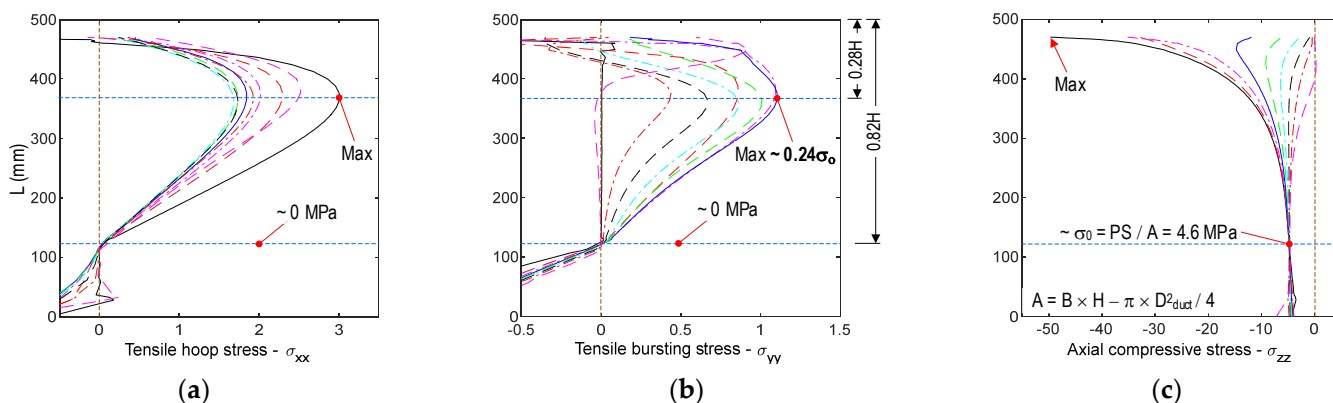 500
400
300
200
100
0
L (mm)
0
1
2
3
Tensile hoop stress - σxx
Max
~ 0 MPa
(a)
500
400
300
200
100
0
-0.5
0
0.5
1
1.5
Tensile bursting stress - σyy
Max ~ 0.24σo
~ 0 MPa
0.28H
0.82H
(b)
500
400
300
200
100
0
-50
-40
-30
-20
-10
0
Axial compressive stress - σzz
Max
~ σ0 = PS / A = 4.6 MPa
A = B × H − π × D²duct / 4
(c)